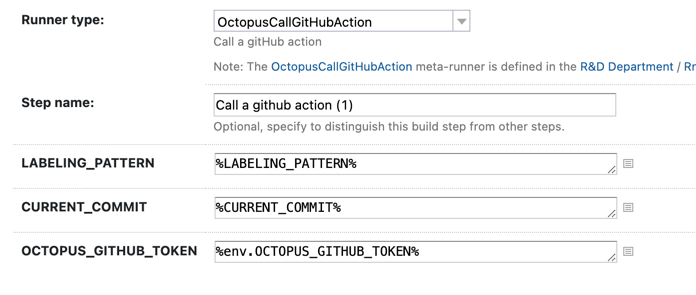 Runner type: OctopusCallGitHubAction
Call a gitHub action
Note: The OctopusCallGitHubAction meta-runner is defined in the R&D Department /
Step name: Call a github action (1)
Optional, specify to distinguish this build step from other steps.
LABELING_PATTERN %LABELING_PATTERN%
CURRENT_COMMIT %CURRENT_COMMIT%
OCTOPUS_GITHUB_TOKEN %env.OCTOPUS_GITHUB_TOKEN%